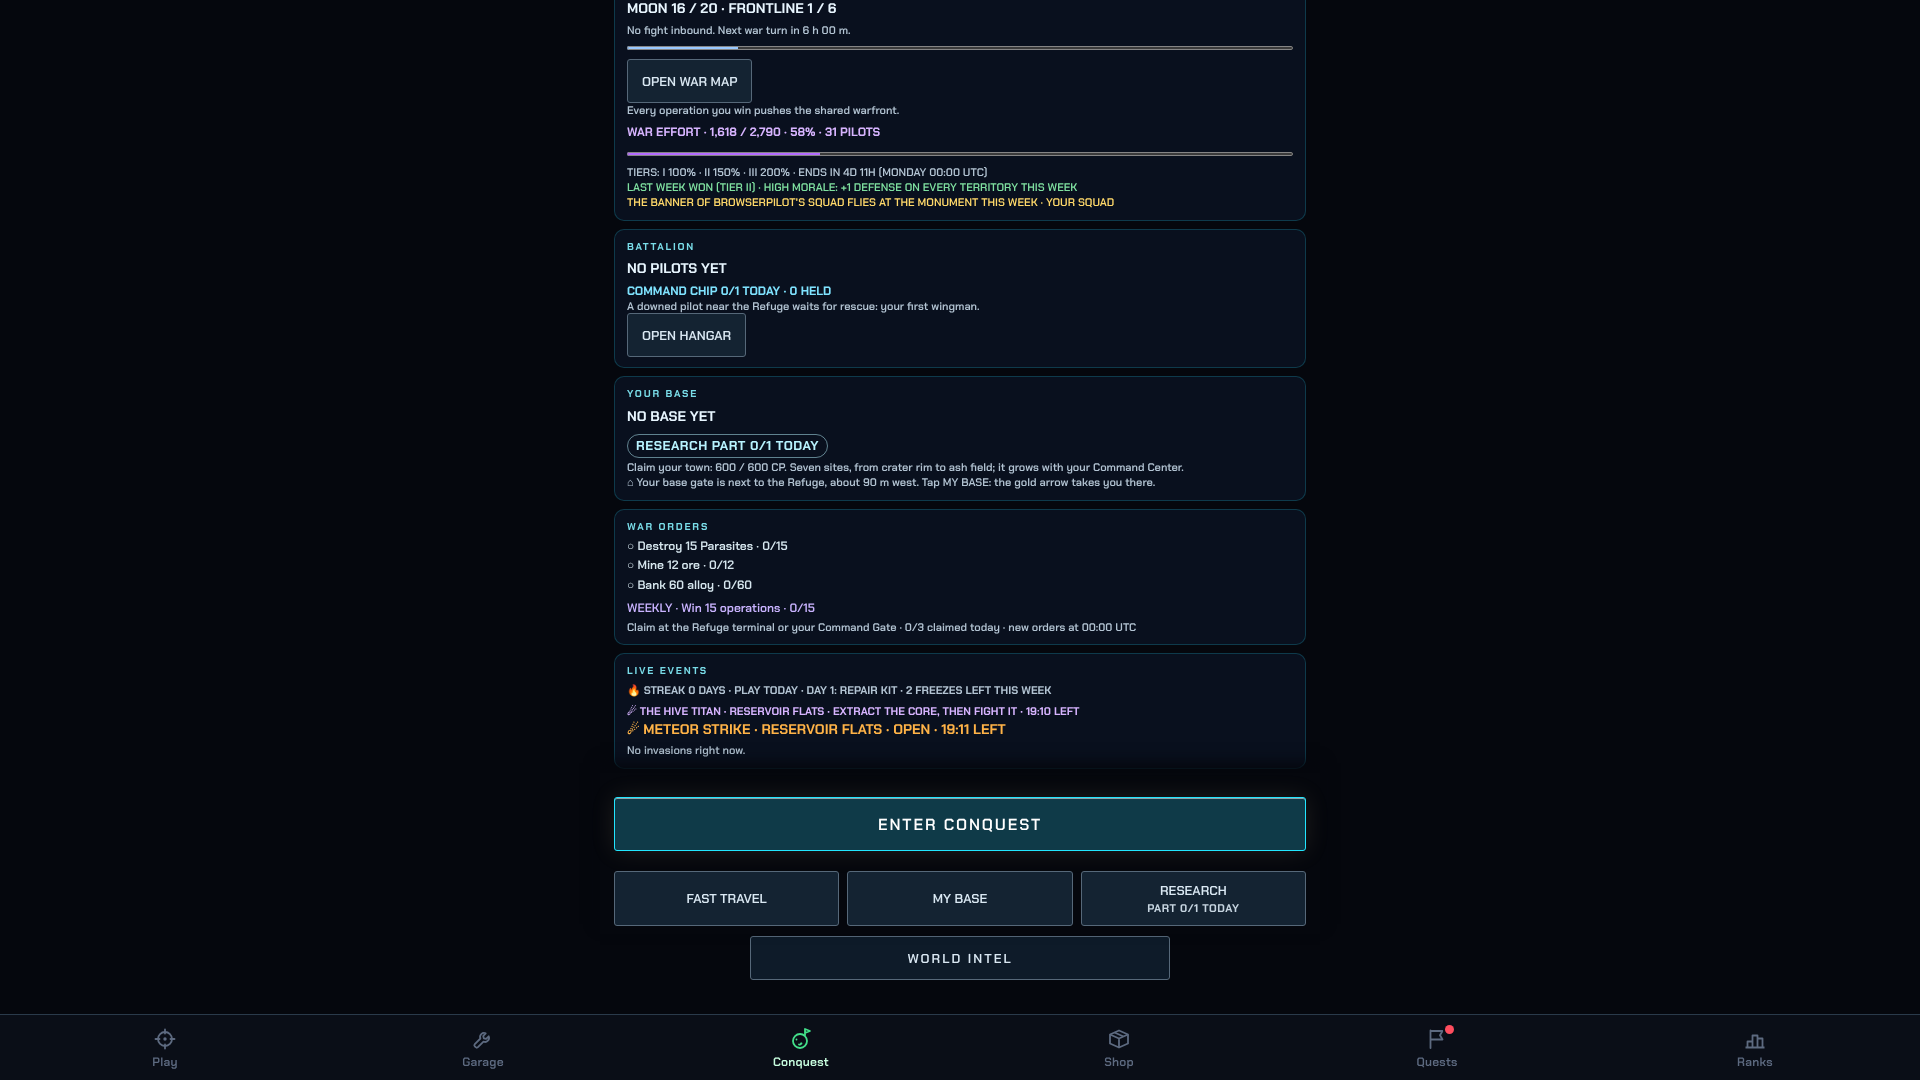 MOON 16 / 20 · FRONTLINE 1 / 6
No fight inbound. Next war turn in 6 h 00 m.
OPEN WAR MAP
Every operation you win pushes the shared warfront.
WAR EFFORT · 1,618 / 2,790 · 58% · 31 PILOTS
TIERS: I 100% · II 150% · III 200% · ENDS IN 4D 11H (MONDAY 00:00 UTC)
LAST WEEK WON (TIER II) · HIGH MORALE: +1 DEFENSE ON EVERY TERRITORY THIS WEEK
THE BANNER OF BROWSERPILOT'S SQUAD FLIES AT THE MONUMENT THIS WEEK · YOUR SQUAD
BATTALION
NO PILOTS YET
COMMAND CHIP 0/1 TODAY · 0 HELD
A downed pilot near the Refuge waits for rescue: your first wingman.
OPEN HANGAR
YOUR BASE
NO BASE YET
RESEARCH PART 0/1 TODAY
Claim your town: 600 / 600 CP. Seven sites, from crater rim to ash field; it grows with your Command Center.
⌂ Your base gate is next to the Refuge, about 90 m west. Tap MY BASE: the gold arrow takes you there.
WAR ORDERS
○ Destroy 15 Parasites · 0/15
○ Mine 12 ore · 0/12
○ Bank 60 alloy · 0/60
WEEKLY · Win 15 operations · 0/15
Claim at the Refuge terminal or your Command Gate · 0/3 claimed today · new orders at 00:00 UTC
LIVE EVENTS
🔥 STREAK 0 DAYS · PLAY TODAY · DAY 1: REPAIR KIT · 2 FREEZES LEFT THIS WEEK
☄ THE HIVE TITAN · RESERVOIR FLATS · EXTRACT THE CORE, THEN FIGHT IT · 19:10 LEFT
☄ METEOR STRIKE · RESERVOIR FLATS · OPEN · 19:11 LEFT
No invasions right now.
ENTER CONQUEST
FAST TRAVEL
MY BASE
RESEARCH
PART 0/1 TODAY
WORLD INTEL
Play
Garage
Conquest
Shop
Quests
Ranks